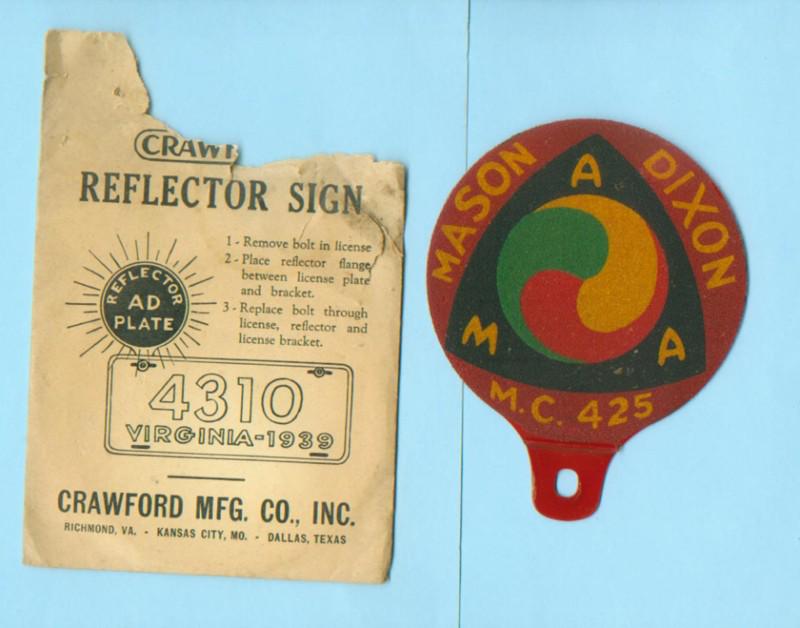 CRAWF
REFLECTOR SIGN
1 - Remove bolt in license
2 - Place reflector flange
between license plate
and bracket.
3 - Replace bolt through
license, reflector and
license bracket.
REFLECTOR
AD
PLATE
4310
VIRGINIA-1939
CRAWFORD MFG. CO., INC.
RICHMOND, VA. - KANSAS CITY, MO. - DALLAS, TEXAS
MASON DIXON
A
M A
M.C. 425